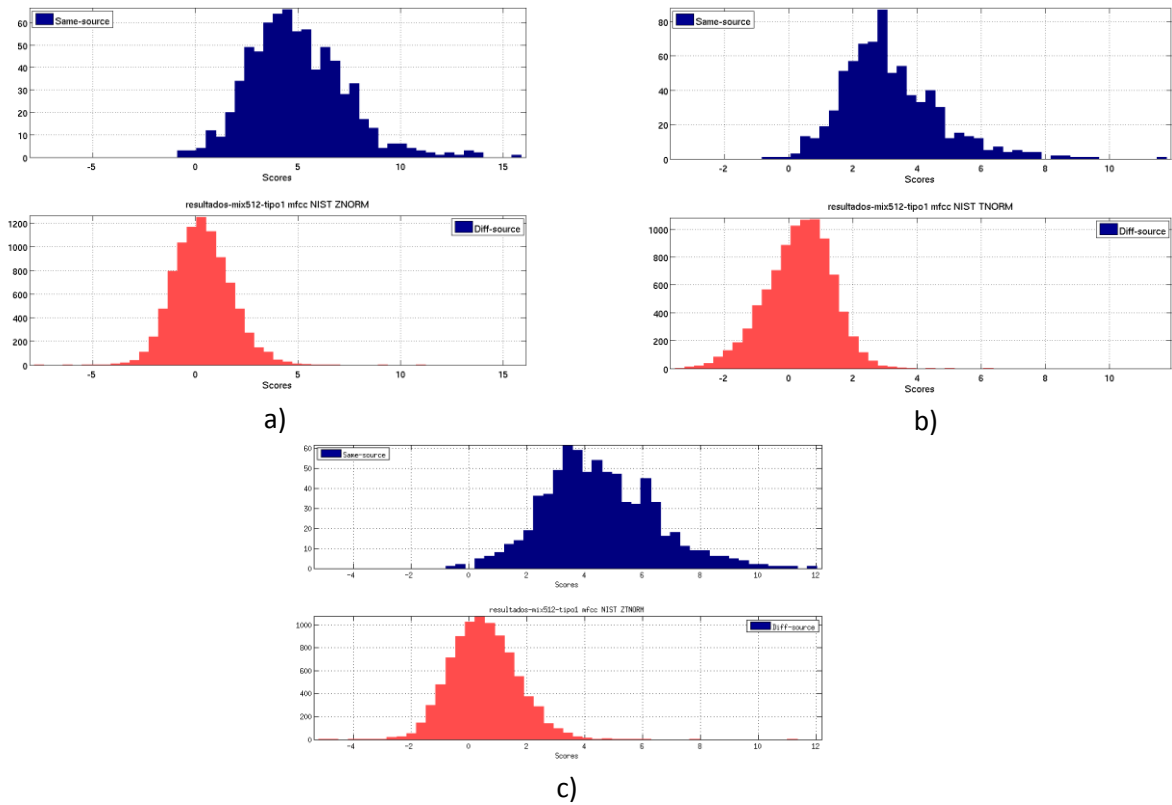 Same-source
60
50
40
30
20
10
0
-5 0 5 10 15
Scores
resultados-mix512-tipo1 mfcc NIST ZNORM
Diff-source
1200
1000
800
600
400
200
0
-5 0 5 10 15
Scores
a)
Same-source
80
60
40
20
0
-2 0 2 4 6 8 10
Scores
resultados-mix512-tipo1 mfcc NIST TNORM
Diff-source
1000
800
600
400
200
0
-2 0 2 4 6 8 10
Scores
b)
Same-source
60
50
40
30
20
10
0
-4 -2 0 2 4 6 8 10 12
Scores
resultados-mix512-tipo1 mfcc NIST ZTNORM
Diff-source
1000
800
600
400
200
0
-4 -2 0 2 4 6 8 10 12
Scores
c)